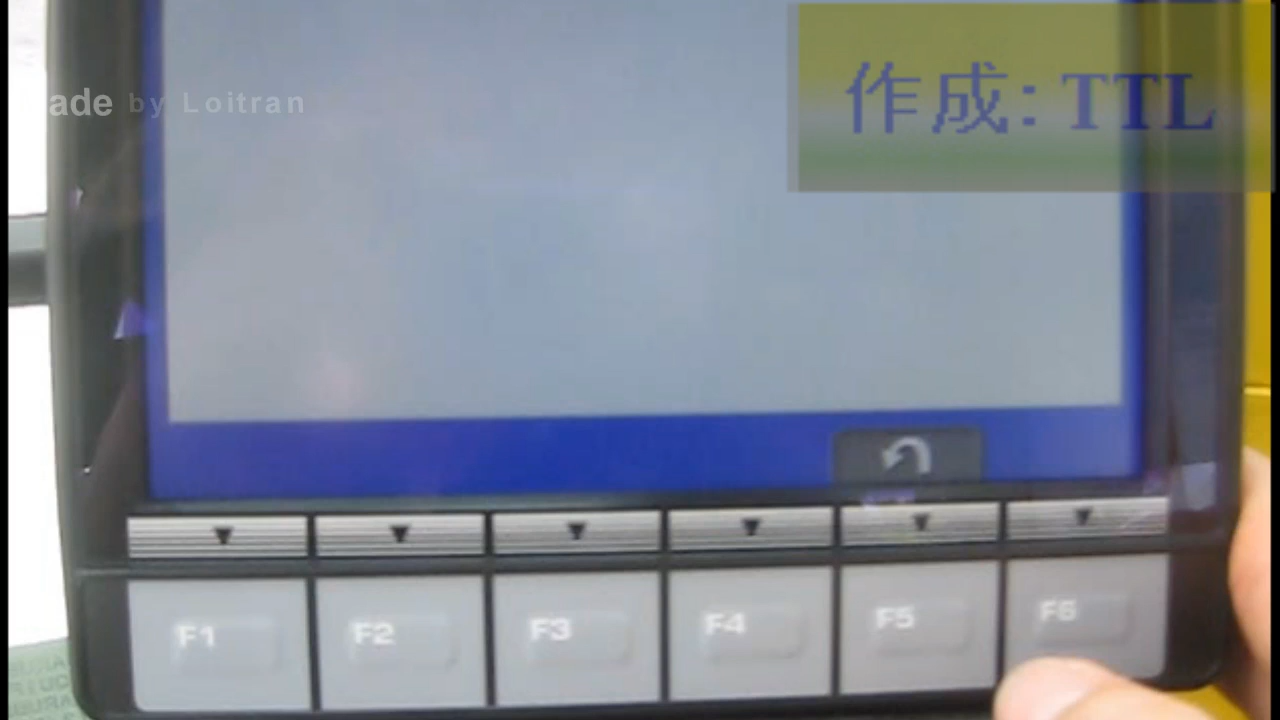 ade by Loitran
作成: TTL
F1 F2 F3 F4 F5 F6